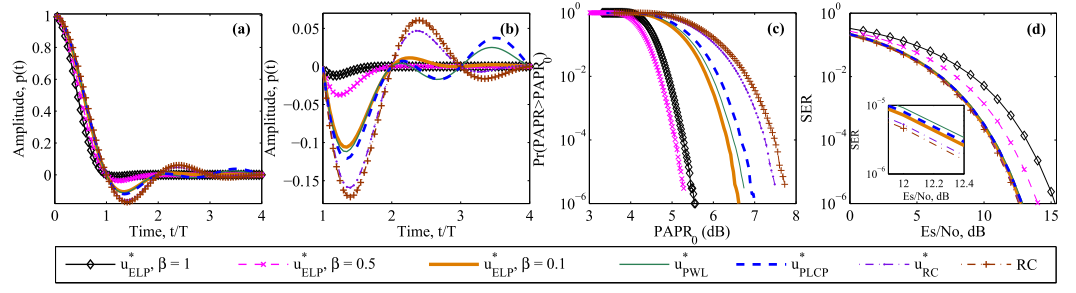 (a)
Amplitude, p(t)
1
0.8
0.6
0.4
0.2
0
0 1 2 3 4
Time, t/T
(b)
Amplitude, p(t)
0.05
0
−0.05
−0.1
−0.15
1 2 3 4
Time, t/T
(c)
Pr(PAPR>PAPR0)
10^0
10^-2
10^-4
10^-6
3 4 5 6 7 8
PAPR0 (dB)
(d)
SER
10^0
10^-2
10^-4
10^-6
0 5 10 15
Es/No, dB
SER
10^-5
10^-6
12 12.2 12.4
Es/No, dB
u*ELP, β = 1 u*ELP, β = 0.5 u*ELP, β = 0.1 u*PWL u*PLCP u*RC RC